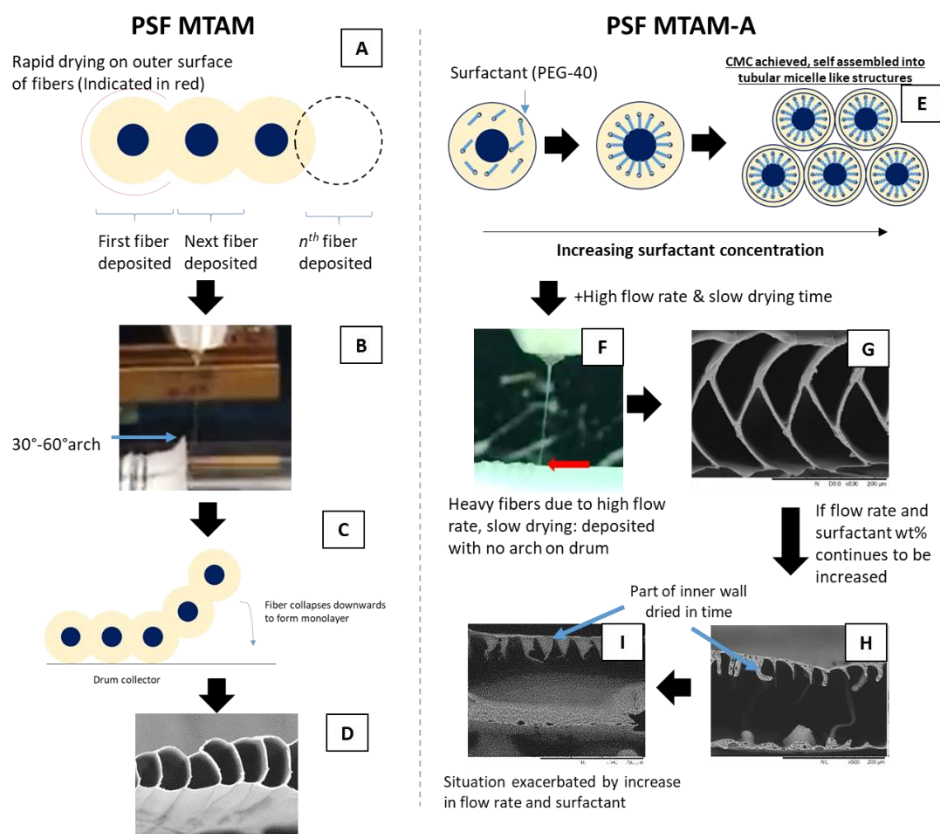 PSF MTAM
A
Rapid drying on outer surface
of fibers (Indicated in red)
First fiber
deposited
Next fiber
deposited
nth fiber
deposited
B
30°-60°arch
C
Fiber collapses downwards
to form monolayer
Drum collector
D
PSF MTAM-A
Surfactant (PEG-40)
CMC achieved, self assembled into
tubular micelle like structures
E
Increasing surfactant concentration
+High flow rate & slow drying time
F
G
N D5.0 x500 200 µm
Heavy fibers due to high flow
rate, slow drying: deposited
with no arch on drum
If flow rate and
surfactant wt%
continues to be
increased
Part of inner wall
dried in time
I
H
x500 200 µm
Situation exacerbated by increase
in flow rate and surfactant